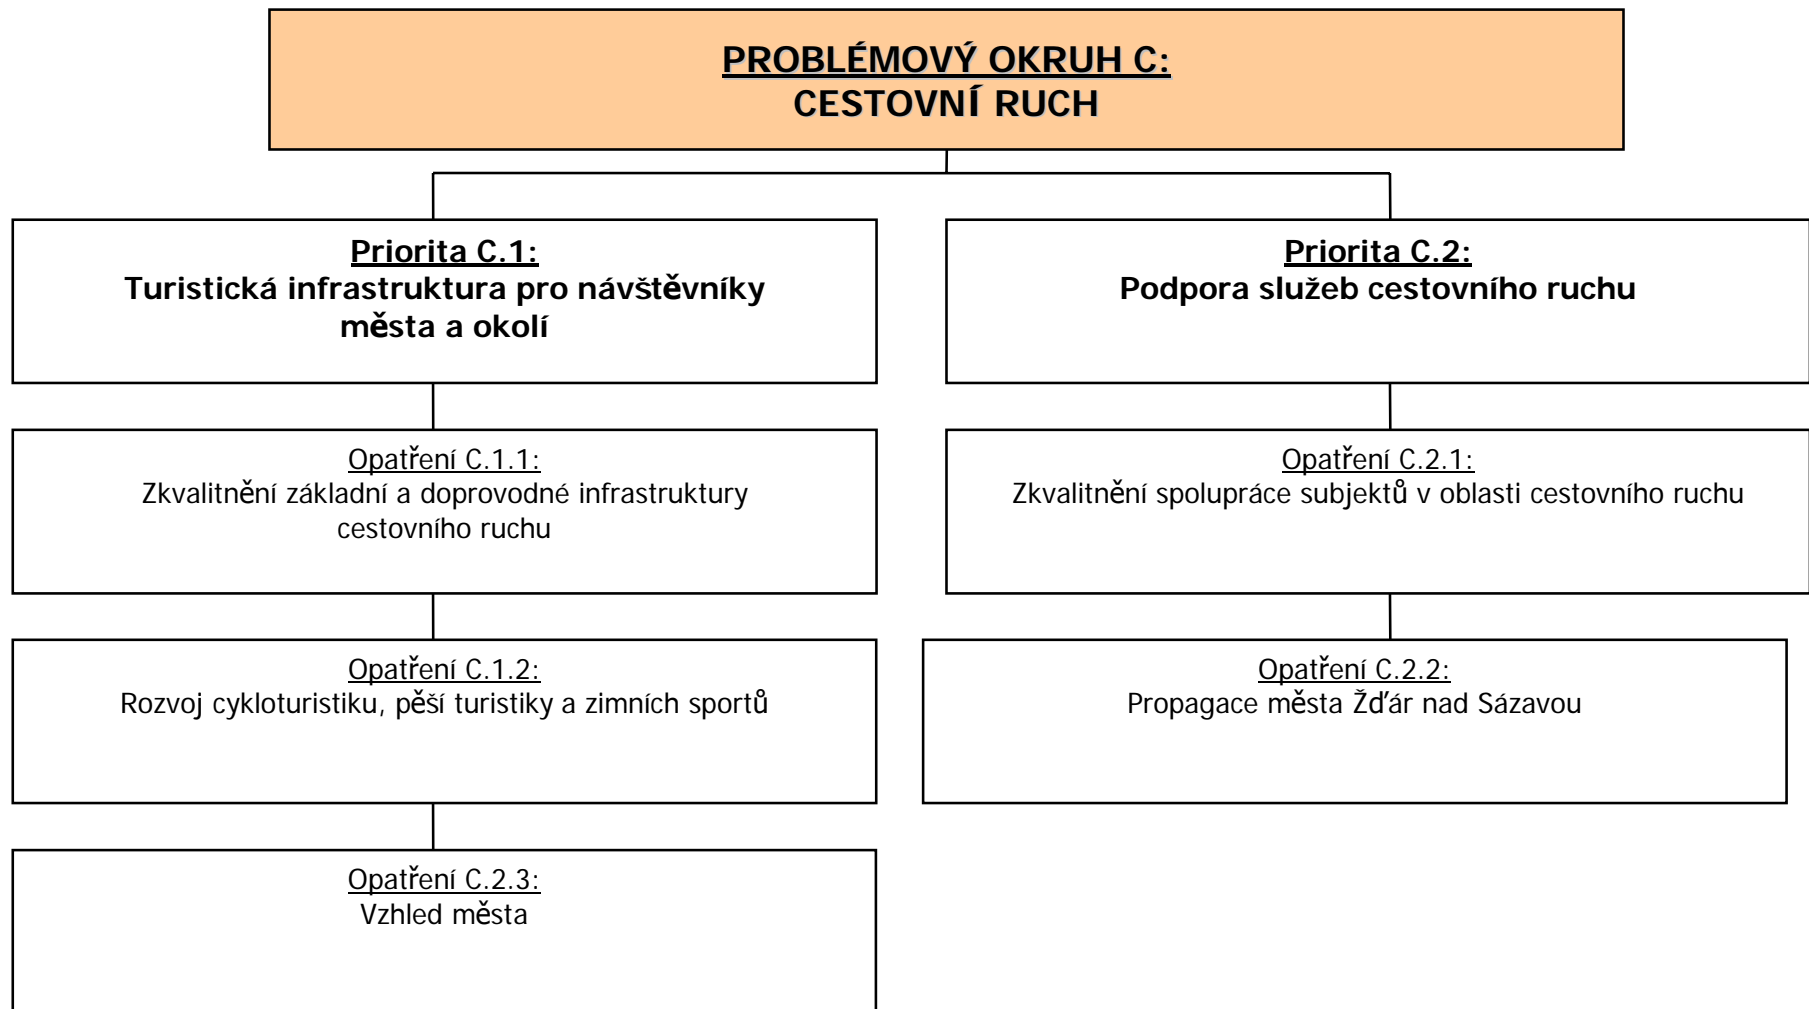 PROBLÉMOVÝ OKRUH C:
CESTOVNÍ RUCH
Priorita C.1:
Turistická infrastruktura pro návštěvníky
města a okolí
Priorita C.2:
Podpora služeb cestovního ruchu
Opatření C.1.1:
Zkvalitnění základní a doprovodné infrastruktury
cestovního ruchu
Opatření C.2.1:
Zkvalitnění spolupráce subjektů v oblasti cestovního ruchu
Opatření C.1.2:
Rozvoj cykloturistiku, pěší turistiky a zimních sportů
Opatření C.2.2:
Propagace města Žďár nad Sázavou
Opatření C.2.3:
Vzhled města